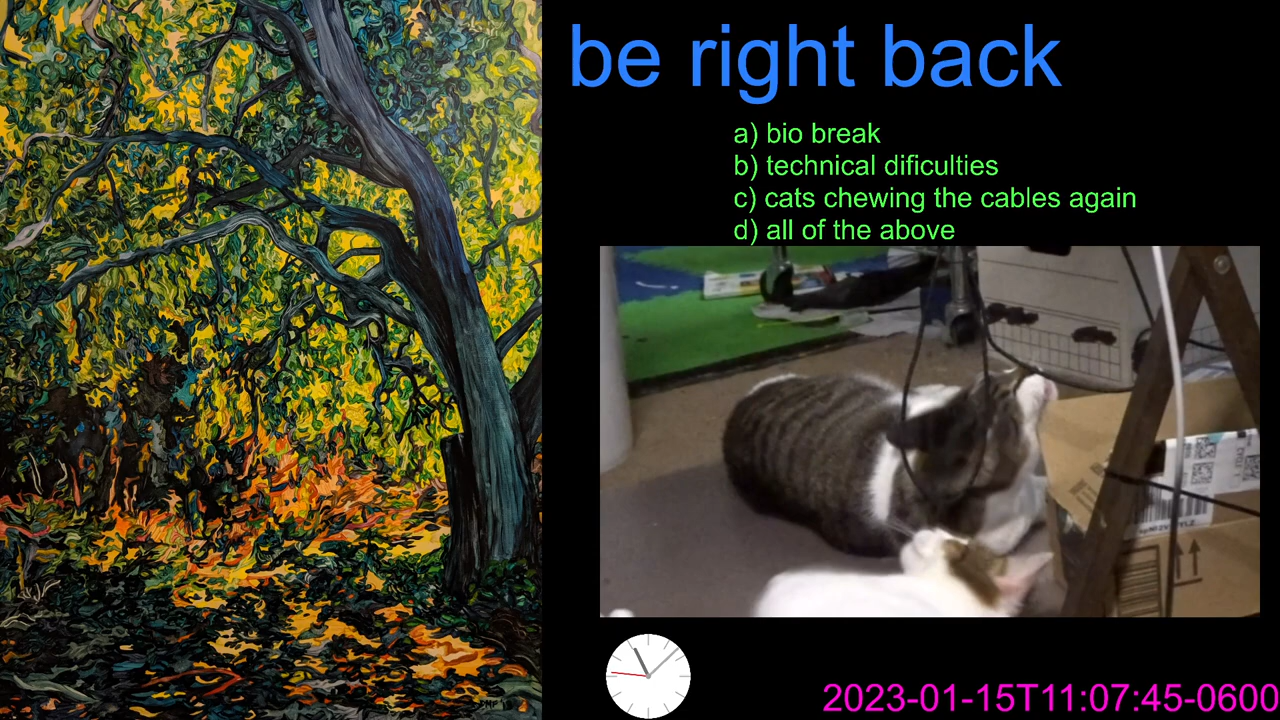 be right back
a) bio break
b) technical dificulties
c) cats chewing the cables again
d) all of the above
2023-01-15T11:07:45-0600